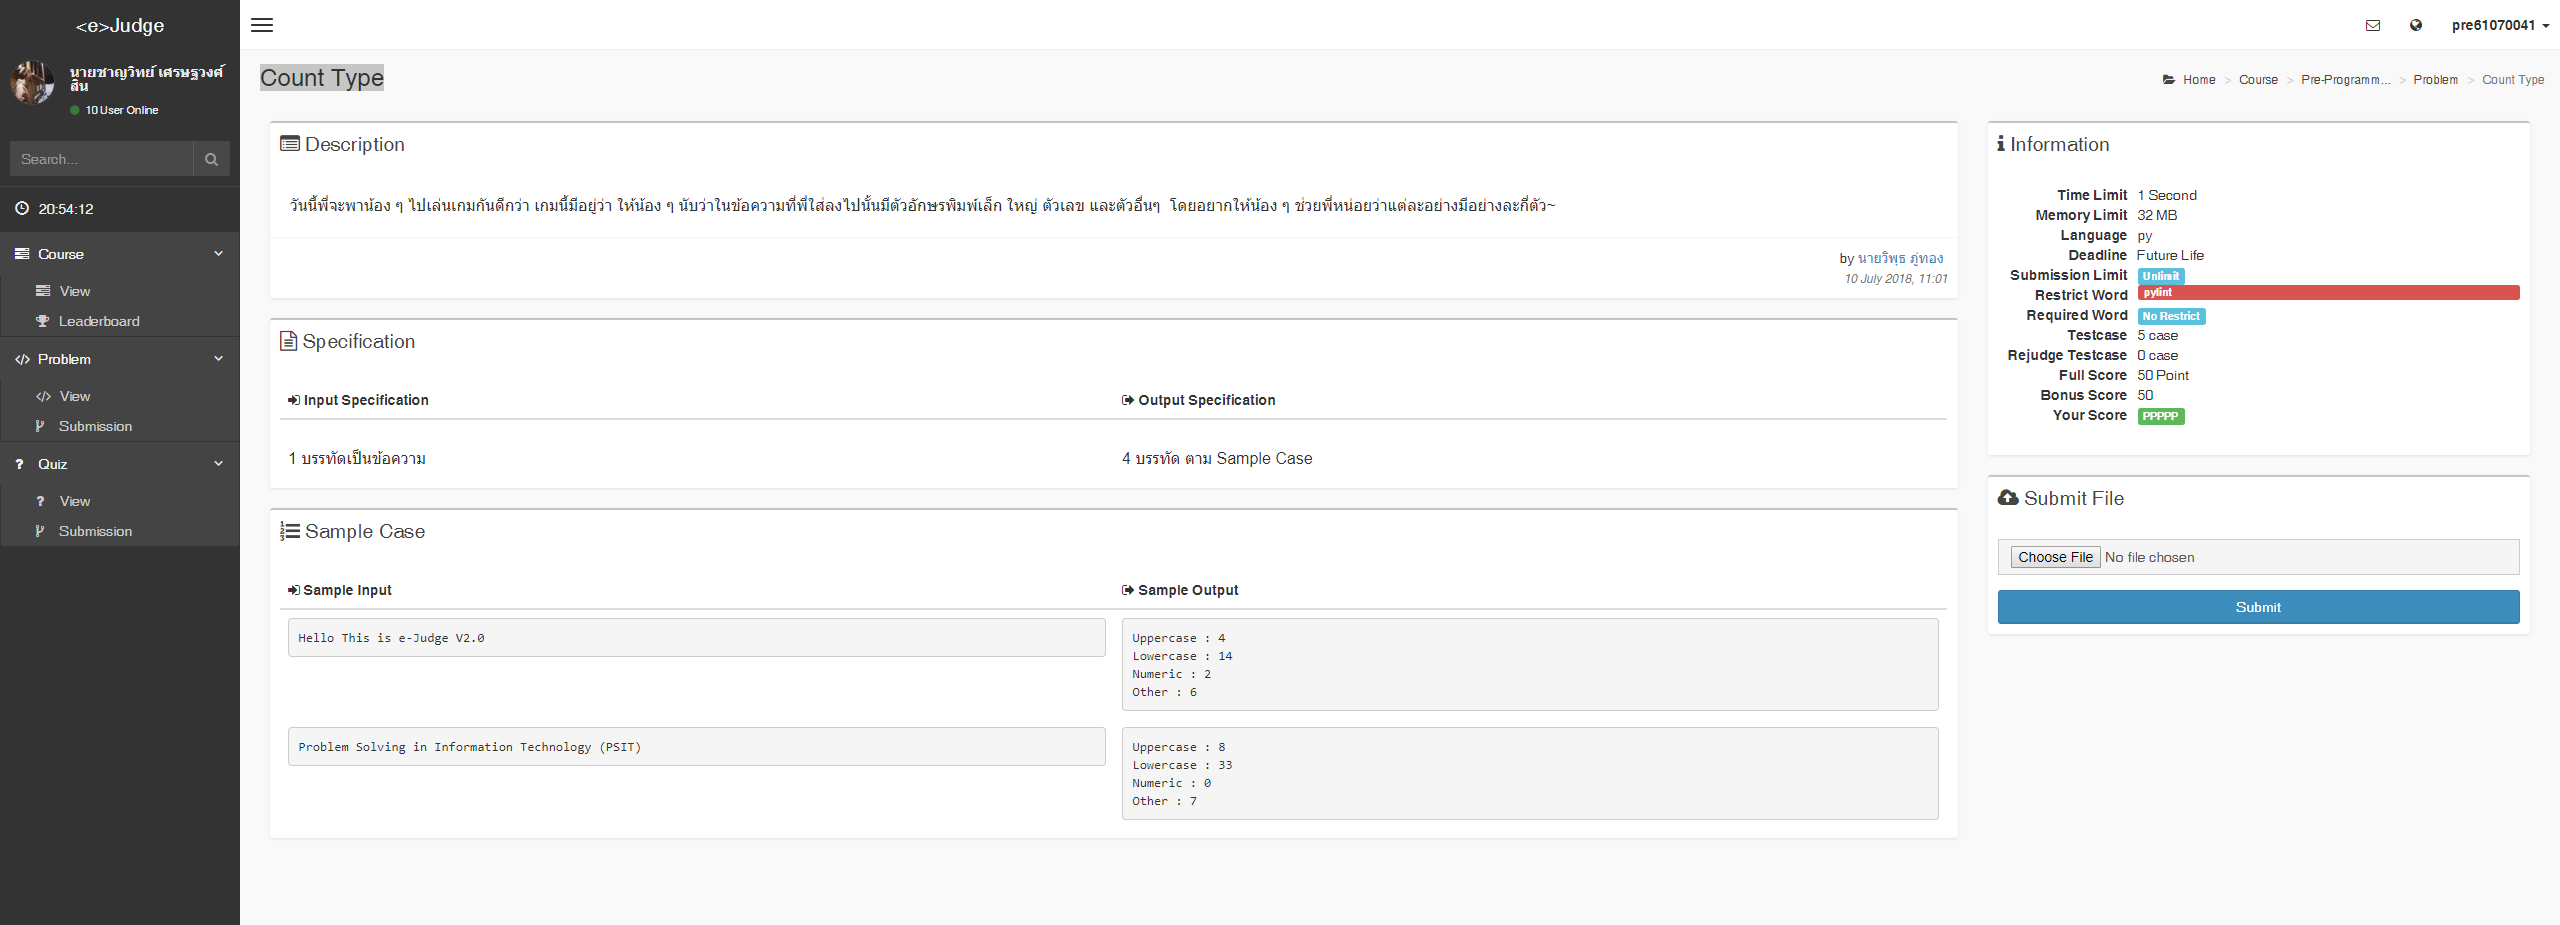 <e>Judge
pre61070041
นายชาญวิทย์ เศรษฐวงศ์
สิน
10 User Online
Search...
20:54:12
Course
View
Leaderboard
Problem
View
Submission
Quiz
View
Submission
Count Type
Home > Course > Pre-Programm... > Problem > Count Type
Description
วันนี้พี่จะพาน้อง ๆ ไปเล่นเกมกันดีกว่า เกมนี้มีอยู่ว่า ให้น้อง ๆ นับว่าในข้อความที่พี่ใส่ลงไปนั้นมีตัวอักษรพิมพ์เล็ก ใหญ่ ตัวเลข และตัวอื่นๆ โดยอยากให้น้อง ๆ ช่วยพี่หน่อยว่าแต่ละอย่างมีอย่างละกี่ตัว~
by นายวิพุธ ภู่ทอง
10 July 2018, 11:01
Specification
Input Specification
Output Specification
1 บรรทัดเป็นข้อความ
4 บรรทัด ตาม Sample Case
Sample Case
Sample Input
Sample Output
Hello This is e-Judge V2.0
Uppercase : 4
Lowercase : 14
Numeric : 2
Other : 6
Problem Solving in Information Technology (PSIT)
Uppercase : 8
Lowercase : 33
Numeric : 0
Other : 7
Information
Time Limit 1 Second
Memory Limit 32 MB
Language py
Deadline Future Life
Submission Limit Unlimit
Restrict Word pylint
Required Word No Restrict
Testcase 5 case
Rejudge Testcase 0 case
Full Score 50 Point
Bonus Score 50
Your Score PPPPP
Submit File
Choose File No file chosen
Submit